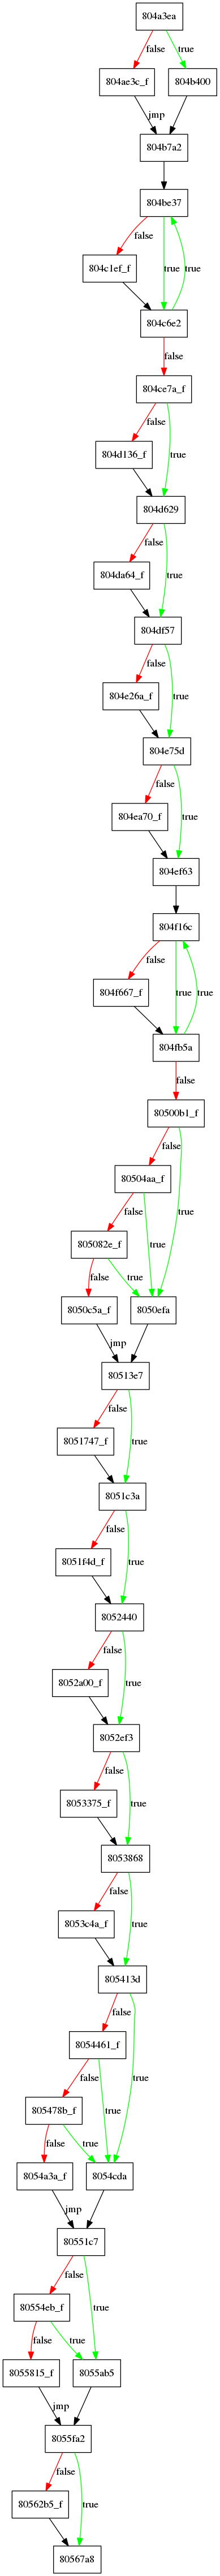 804a3ea
false
true
804ae3c_f
804b400
jmp
804b7a2
804be37
false
804c1ef_f
true
true
804c6e2
false
804ce7a_f
false
804d136_f
true
804d629
false
804da64_f
true
804df57
false
804e26a_f
true
804e75d
false
804ea70_f
true
804ef63
804f16c
false
804f667_f
true
true
804fb5a
false
80500b1_f
false
80504aa_f
true
false
805082e_f
true
false
true
8050c5a_f
8050efa
jmp
80513e7
false
8051747_f
true
8051c3a
false
8051f4d_f
true
8052440
false
8052a00_f
true
8052ef3
false
8053375_f
true
8053868
false
8053c4a_f
true
805413d
false
8054461_f
true
false
805478b_f
true
false
true
8054a3a_f
8054cda
jmp
80551c7
false
80554eb_f
true
false
true
8055815_f
8055ab5
jmp
8055fa2
false
80562b5_f
true
80567a8